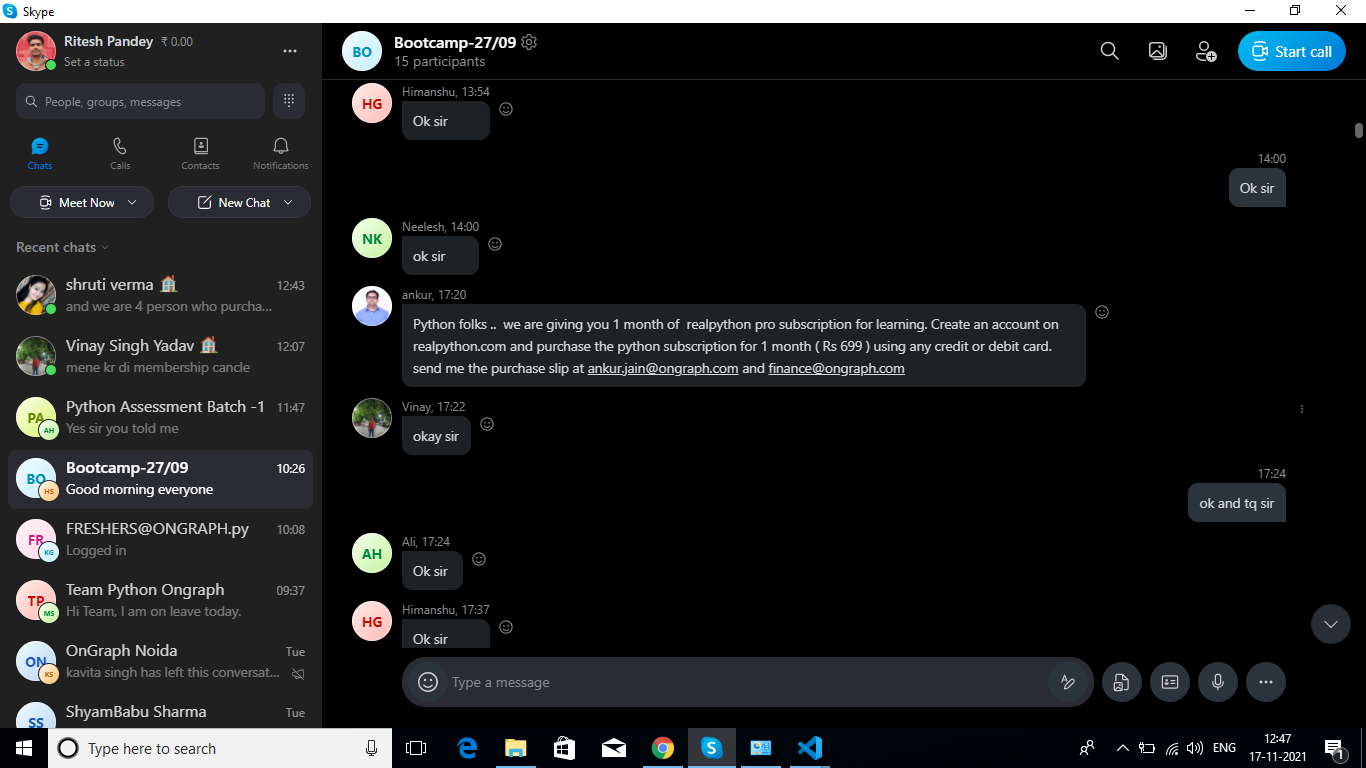 Skype
Ritesh Pandey ₹ 0.00
Set a status
People, groups, messages
Chats
Calls
Contacts
Notifications
Meet Now
New Chat
Recent chats
shruti verma 🏠 12:43
and we are 4 person who purcha...
Vinay Singh Yadav 🏠 12:07
mene kr di membership cancle
PA
AH
Python Assessment Batch -1 11:47
Yes sir you told me
BO
HS
Bootcamp-27/09 10:26
Good morning everyone
FR
KG
FRESHERS@ONGRAPH.py 10:08
Logged in
TP
MS
Team Python Ongraph 09:37
Hi Team, I am on leave today.
ON
KS
OnGraph Noida Tue
kavita singh has left this conversat...
SS
ShyamBabu Sharma Tue
BO
Bootcamp-27/09
15 participants
Start call
HG
Himanshu, 13:54
Ok sir
14:00
Ok sir
NK
Neelesh, 14:00
ok sir
ankur, 17:20
Python folks .. we are giving you 1 month of realpython pro subscription for learning. Create an account on
realpython.com and purchase the python subscription for 1 month ( Rs 699 ) using any credit or debit card.
send me the purchase slip at ankur.jain@ongraph.com and finance@ongraph.com
Vinay, 17:22
okay sir
17:24
ok and tq sir
AH
Ali, 17:24
Ok sir
HG
Himanshu, 17:37
Ok sir
Type a message
Type here to search
ENG
12:47
17-11-2021
1